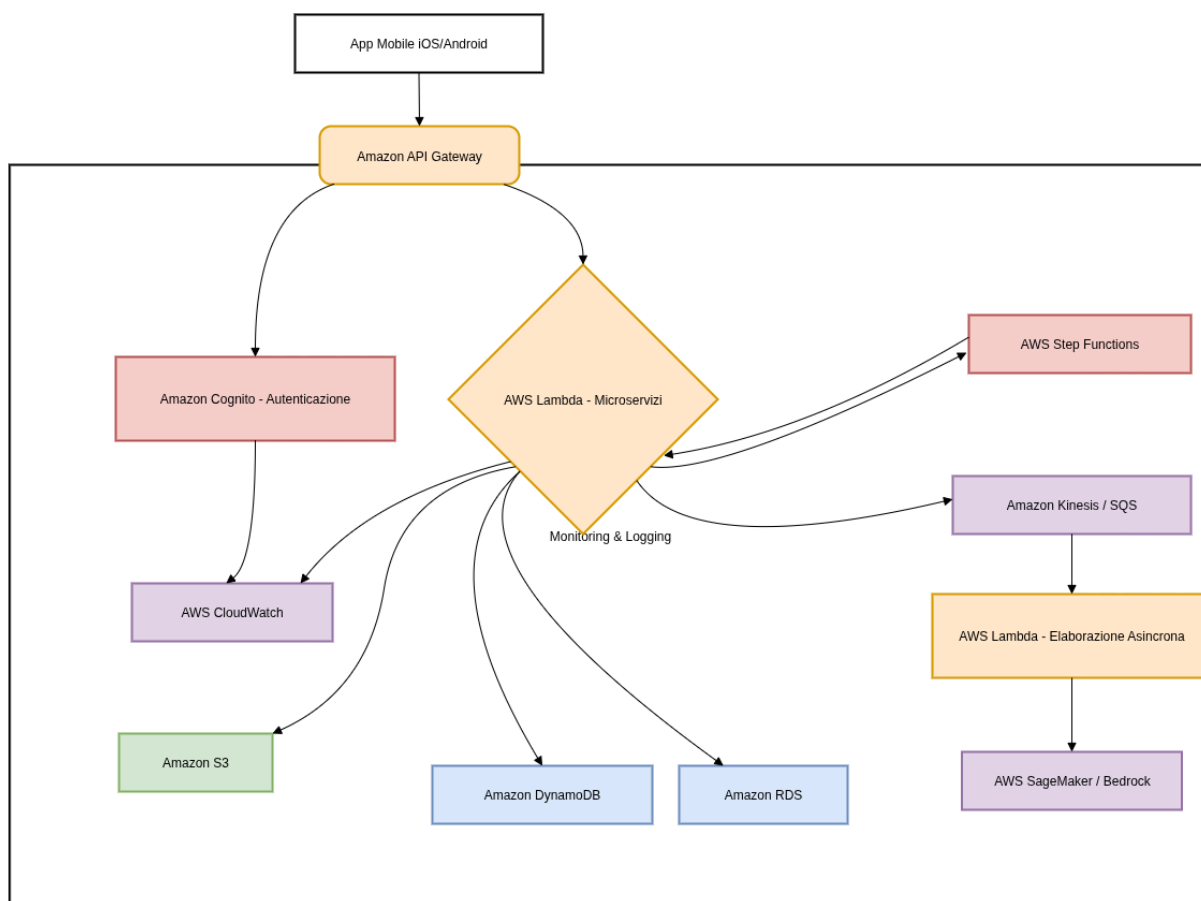 App Mobile iOS/Android
Amazon API Gateway
AWS Step Functions
Amazon Cognito - Autenticazione
AWS Lambda - Microservizi
Amazon Kinesis / SQS
Monitoring & Logging
AWS CloudWatch
AWS Lambda - Elaborazione Asincrona
Amazon S3
AWS SageMaker / Bedrock
Amazon DynamoDB
Amazon RDS